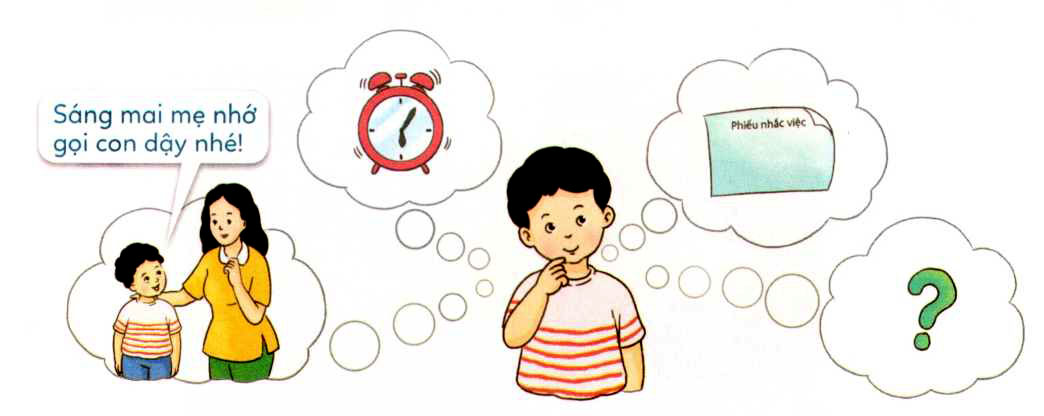 Sáng mai mẹ nhớ
gọi con dậy nhé!
Phiếu nhắc việc
?